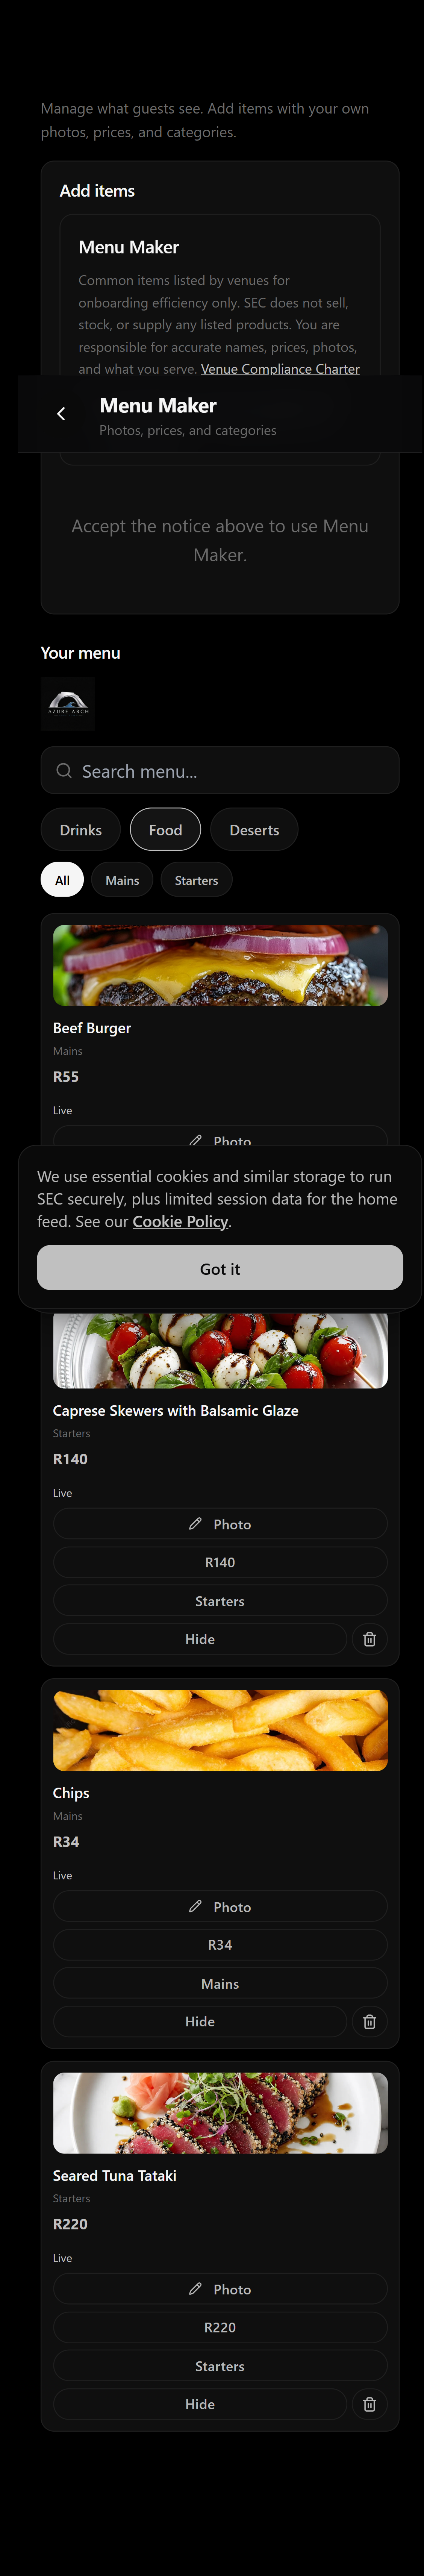 Manage what guests see. Add items with your own
photos, prices, and categories.
Add items
Menu Maker
Common items listed by venues for
onboarding efficiency only. SEC does not sell,
stock, or supply any listed products. You are
responsible for accurate names, prices, photos,
and what you serve. Venue Compliance Charter
Menu Maker
Photos, prices, and categories
Accept the notice above to use Menu
Maker.
Your menu
AZURE ARCH
Search menu...
Drinks
Food
Deserts
All
Mains
Starters
Beef Burger
Mains
R55
Live
Photo
We use essential cookies and similar storage to run
SEC securely, plus limited session data for the home
feed. See our Cookie Policy.
Got it
Caprese Skewers with Balsamic Glaze
Starters
R140
Live
Photo
R140
Starters
Hide
Chips
Mains
R34
Live
Photo
R34
Mains
Hide
Seared Tuna Tataki
Starters
R220
Live
Photo
R220
Starters
Hide